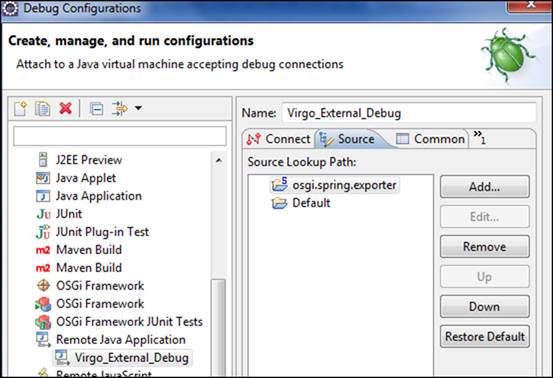 Debug Configurations
Create, manage, and run configurations
Attach to a Java virtual machine accepting debug connections
J2EE Preview
Java Applet
Java Application
JU JUnit
JUnit Plug-in Test
m2 Maven Build
m2 Maven Build
OSGi Framework
OSGi Framework
OSGi Framework JUnit Tests
Remote Java Application
Virgo_External_Debug
Remote JavaScript
Name: Virgo_External_Debug
Connect Source Common »1
Source Lookup Path:
osgi.spring.exporter
Default
Add...
Edit...
Remove
Up
Down
Restore Default